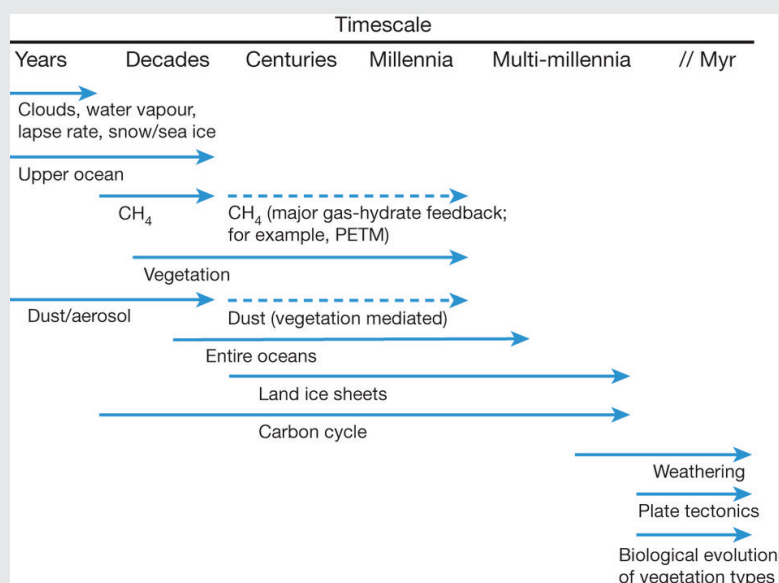 Timescale
Years Decades Centuries Millennia Multi-millennia // Myr
Clouds, water vapour,
lapse rate, snow/sea ice
Upper ocean
CH₄
CH₄ (major gas-hydrate feedback;
for example, PETM)
Vegetation
Dust/aerosol
Dust (vegetation mediated)
Entire oceans
Land ice sheets
Carbon cycle
Weathering
Plate tectonics
Biological evolution
of vegetation types